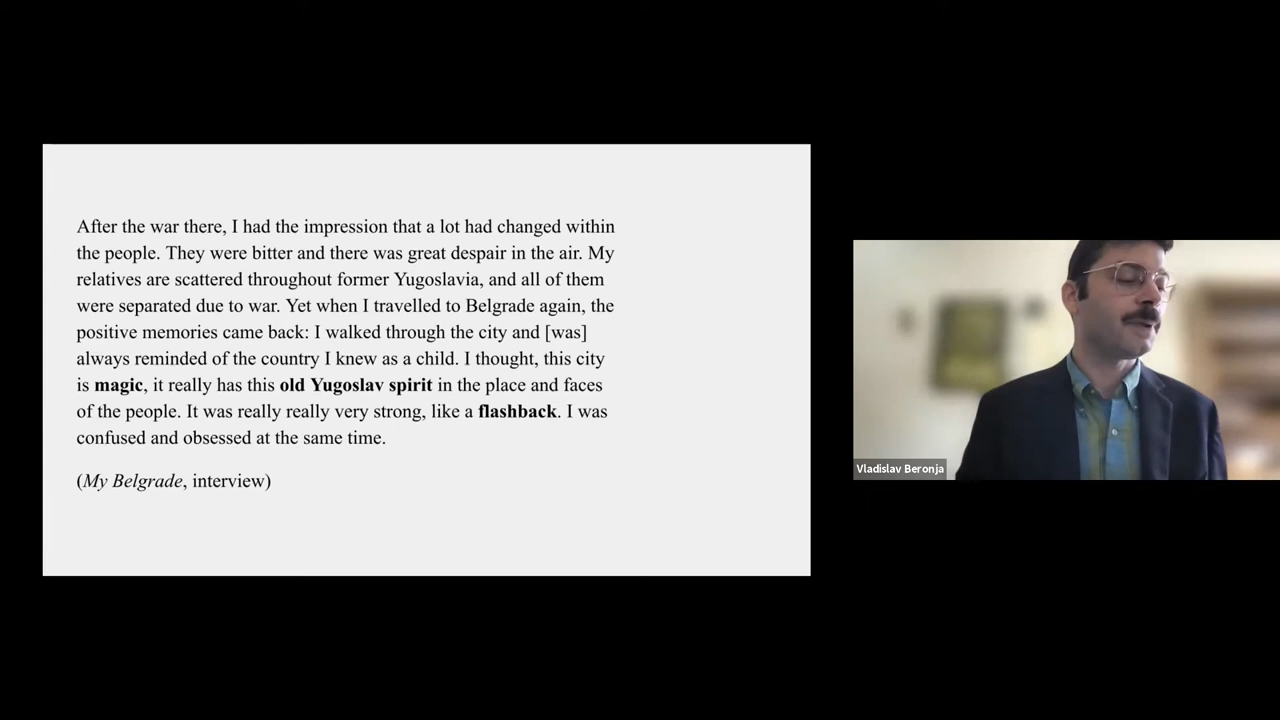 After the war there, I had the impression that a lot had changed within
the people. They were bitter and there was great despair in the air. My
relatives are scattered throughout former Yugoslavia, and all of them
were separated due to war. Yet when I travelled to Belgrade again, the
positive memories came back: I walked through the city and [was]
always reminded of the country I knew as a child. I thought, this city
is magic, it really has this old Yugoslav spirit in the place and faces
of the people. It was really really very strong, like a flashback. I was
confused and obsessed at the same time.
(My Belgrade, interview)
Vladislav Beronja